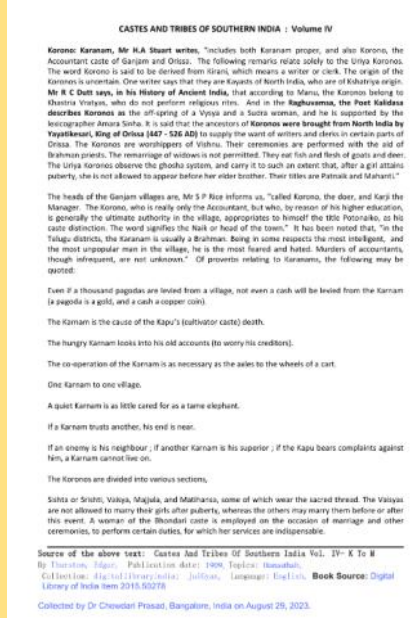 CASTES AND TRIBES OF SOUTHERN INDIA : Volume IV
Korono: Karanam, Mr H.A Stuart writes, "includes both Karanam proper, and also Korono, the
Accountant caste of Ganjam and Orissa. The following remarks relate solely to the Uriya Koronos.
The word Korono is said to be derived from Kirani, which means a writer or clerk. The origin of the
Koronos is uncertain. One writer says that they are Kayasts of North India, who are of Kshatriya origin.
Mr R C Dutt says, in his History of Ancient India, that according to Manu, the Koronos belong to
Khastria Vratyas, who do not perform religious rites. And in the Raghuvamsa, the Poet Kalidasa
describes Koronos as the off-spring of a Vysya and a Sudra woman, and he is supported by the
lexicographer Amara Sinha. It is said that the ancestors of Koronos were brought from North India by
Yayatikesari, King of Orissa (447 - 526 AD) to supply the want of writers and clerks in certain parts of
Orissa. The Koronos are worshippers of Vishnu. Their ceremonies are performed with the aid of
Brahman priests. The remarriage of widows is not permitted. They eat fish and flesh of goats and deer.
The Uriya Koronos observe the ghosha system, and carry it to such an extent that, after a girl attains
puberty, she is not allowed to appear before her elder brother. Their titles are Patnaik and Mahanti."
The heads of the Ganjam villages are, Mr S P Rice informs us, "called Korono, the doer, and Karji the
Manager. The Korono, who is really only the Accountant, but who, by reason of his higher education,
is generally the ultimate authority in the village, appropriates to himself the title Potonaiko, as his
caste distinction. The word signifies the Naik or head of the town." It has been noted that, "in the
Telugu districts, the Karanam is usually a Brahman. Being in some respects the most intelligent, and
the most unpopular man in the village, he is the most feared and hated. Murders of accountants,
though infrequent, are not unknown." Of proverbs relating to Karanams, the following may be
quoted:
Even if a thousand pagodas are levied from a village, not even a cash will be levied from the Karnam
(a pagoda is a gold, and a cash a copper coin).
The Karnam is the cause of the Kapu's (cultivator caste) death.
The hungry Karnam looks into his old accounts (to worry his creditors).
The co-operation of the Karnam is as necessary as the axles to the wheels of a cart.
One Karnam to one village.
A quiet Karnam is as little cared for as a tame elephant.
If a Karnam trusts another, his end is near.
If an enemy is his neighbour ; if another Karnam is his superior ; if the Kapu bears complaints against
him, a Karnam cannot live on.
The Koronos are divided into various sections,
Sishta or Srishti, Vaisya, Majjula, and Matihansa, some of which wear the sacred thread. The Vaisyas
are not allowed to marry their girls after puberty, whereas the others may marry them before or after
this event. A woman of the Bhondari caste is employed on the occasion of marriage and other
ceremonies, to perform certain duties, for which her services are indispensable.
Source of the above text: Castes And Tribes Of Southern India Vol. IV- K To M
By Thurston, Edgar, Publication date: 1909, Topics:
Collection: digitallibraryindia; JaiGyan, Language: English, Book Source: Digital
Library of India Item 2015.50278
Collected by Dr Chowdari Prasad, Bangalore, India on August 29, 2023.